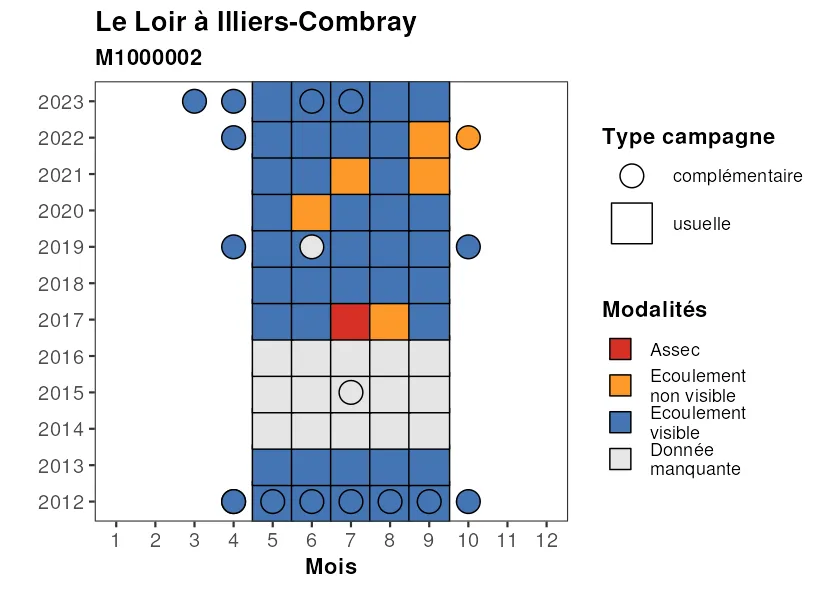 Le Loir à Illiers-Combray
M1000002
2023
2022
2021
2020
2019
2018
2017
2016
2015
2014
2013
2012
1 2 3 4 5 6 7 8 9 10 11 12
Mois
Type campagne
complémentaire
usuelle
Modalités
Assec
Ecoulement
non visible
Ecoulement
visible
Donnée
manquante